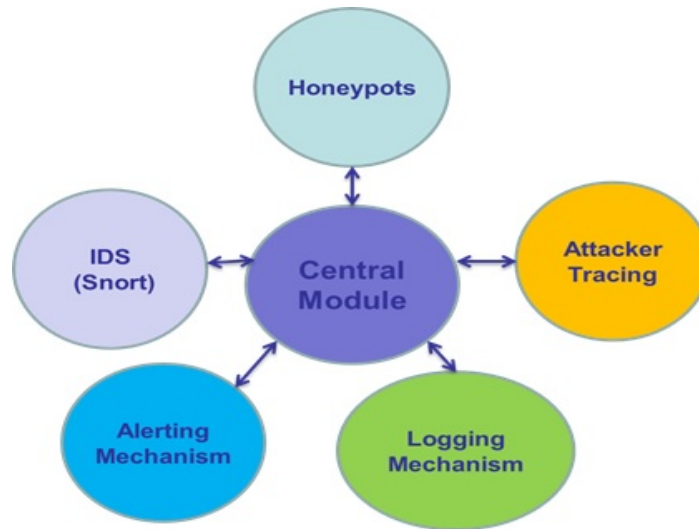 Honeypots
IDS
(Snort)
Central
Module
Attacker
Tracing
Alerting
Mechanism
Logging
Mechanism